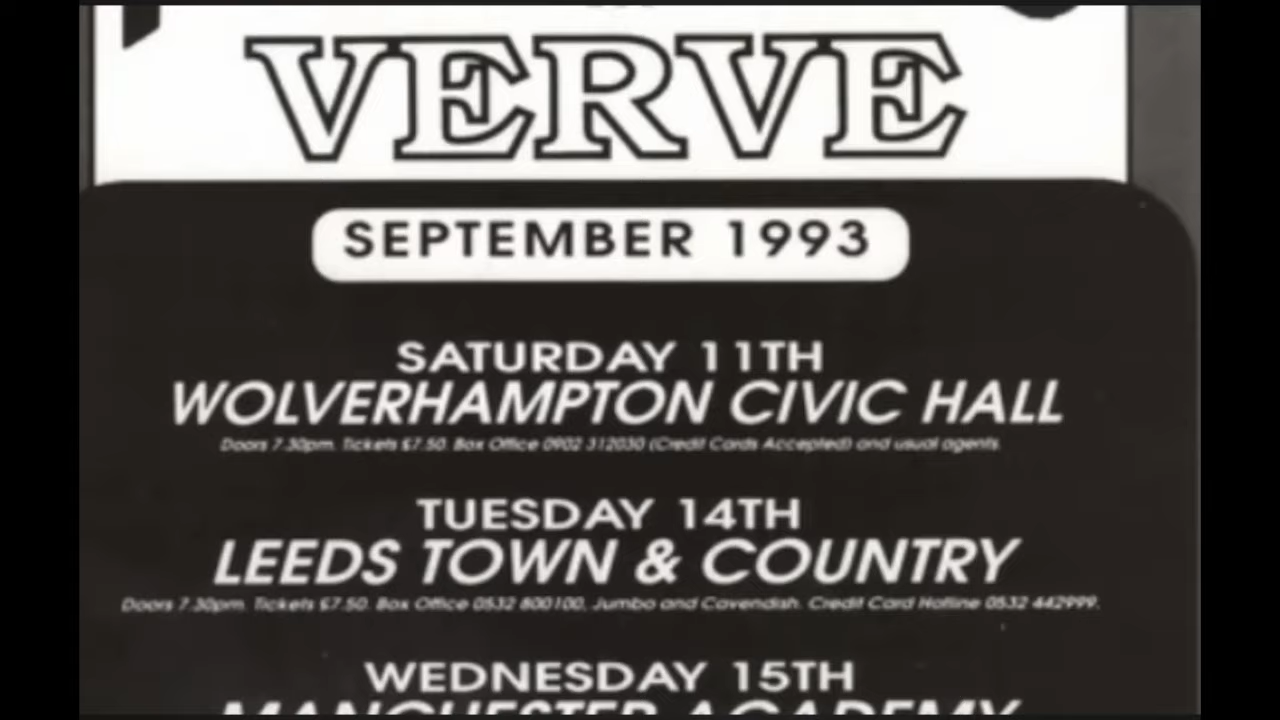 VERVE
SEPTEMBER 1993
SATURDAY 11TH
WOLVERHAMPTON CIVIC HALL
Doors 7.30pm. Tickets £7.50. Box Office 0902 312030 (Credit Cards Accepted) and usual agents.
TUESDAY 14TH
LEEDS TOWN & COUNTRY
Doors 7.30pm. Tickets £7.50. Box Office 0532 800100, Jumbo and Cavendish. Credit Card Hotline 0532 442999.
WEDNESDAY 15TH
MANCHESTER ACADEMY